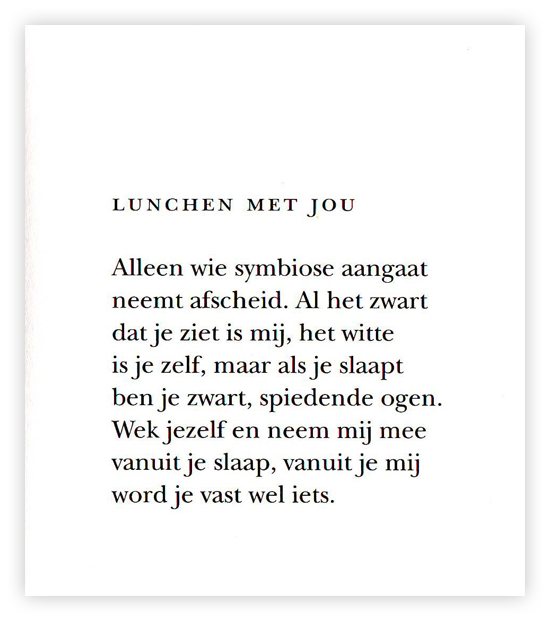 LUNCHEN MET JOU
Alleen wie symbiose aangaat
neemt afscheid. Al het zwart
dat je ziet is mij, het witte
is je zelf, maar als je slaapt
ben je zwart, spiedende ogen.
Wek jezelf en neem mij mee
vanuit je slaap, vanuit je mij
word je vast wel iets.